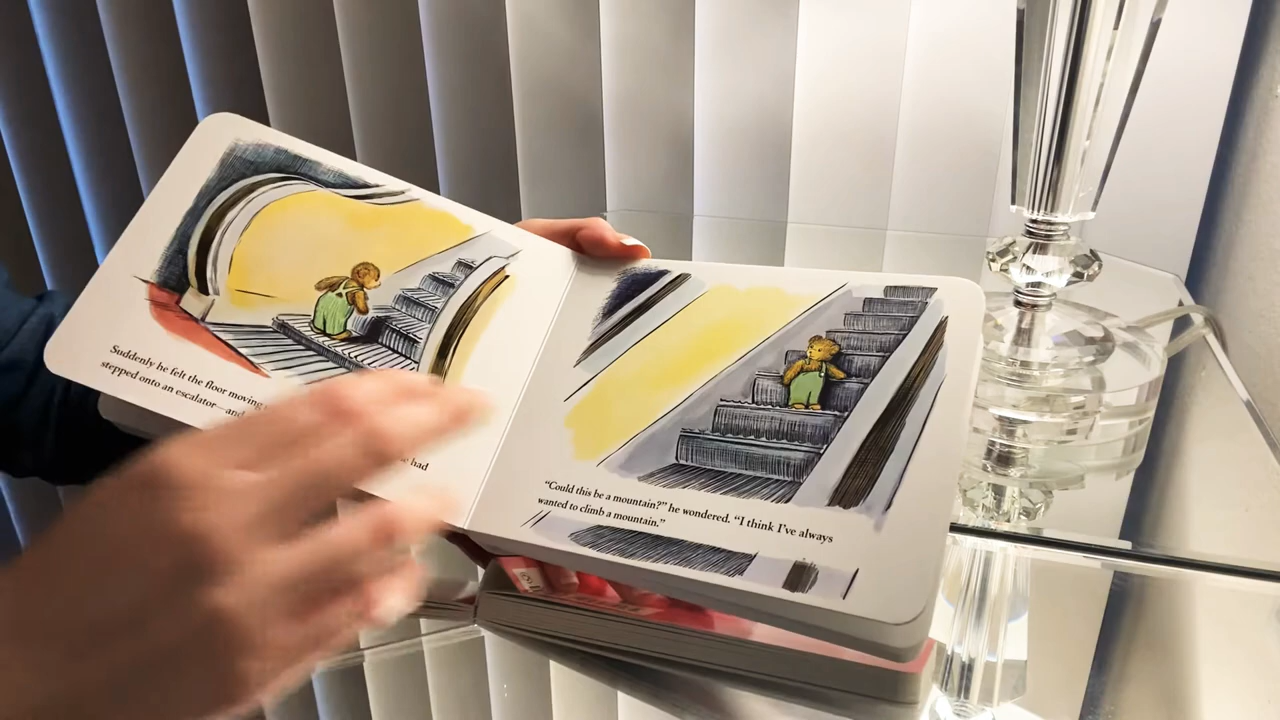 Suddenly he felt the floor moving
stepped onto an escalator—and
had
"Could this be a mountain?" he wondered. "I think I've always
wanted to climb a mountain."